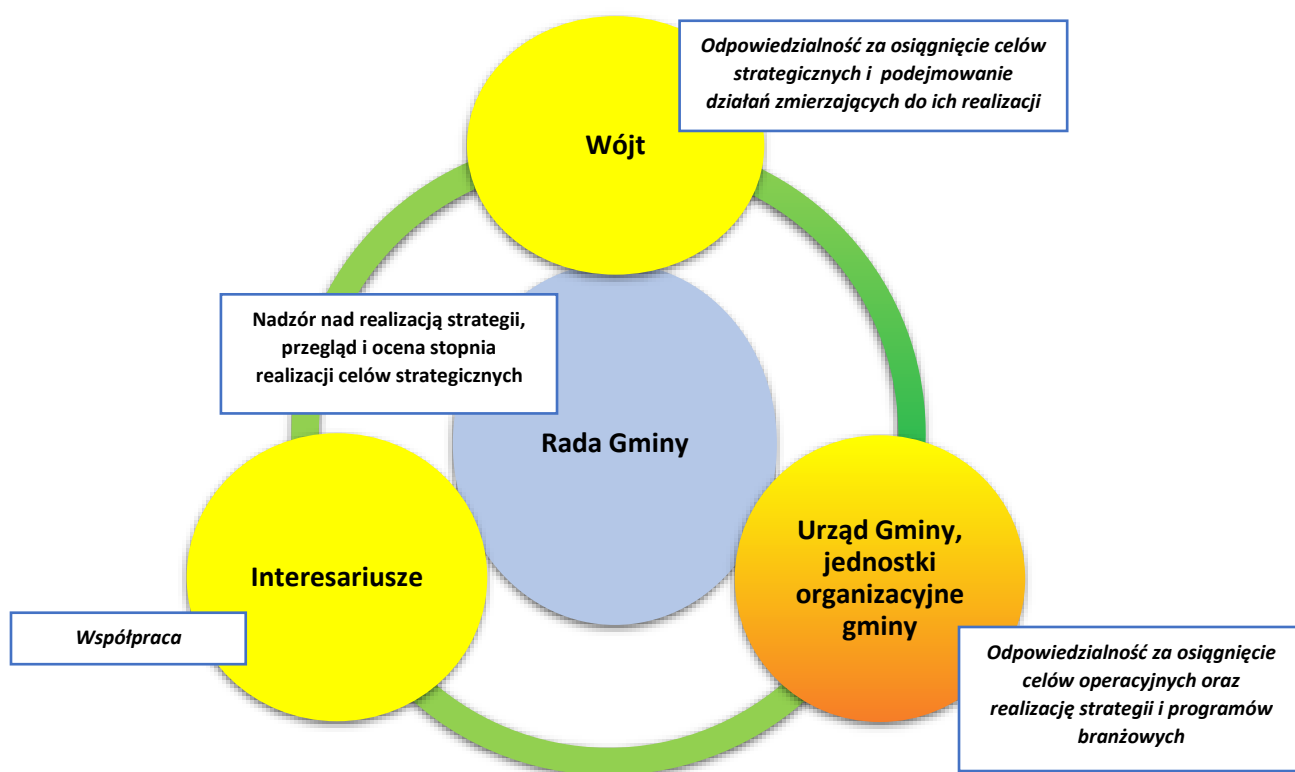 Odpowiedzialność za osiągnięcie celów
strategicznych i podejmowanie
działań zmierzających do ich realizacji
Wójt
Nadzór nad realizacją strategii,
przegląd i ocena stopnia
realizacji celów strategicznych
Rada Gminy
Urząd Gminy,
jednostki
organizacyjne
gminy
Interesariusze
Współpraca
Odpowiedzialność za osiągnięcie
celów operacyjnych oraz
realizację strategii i programów
branżowych